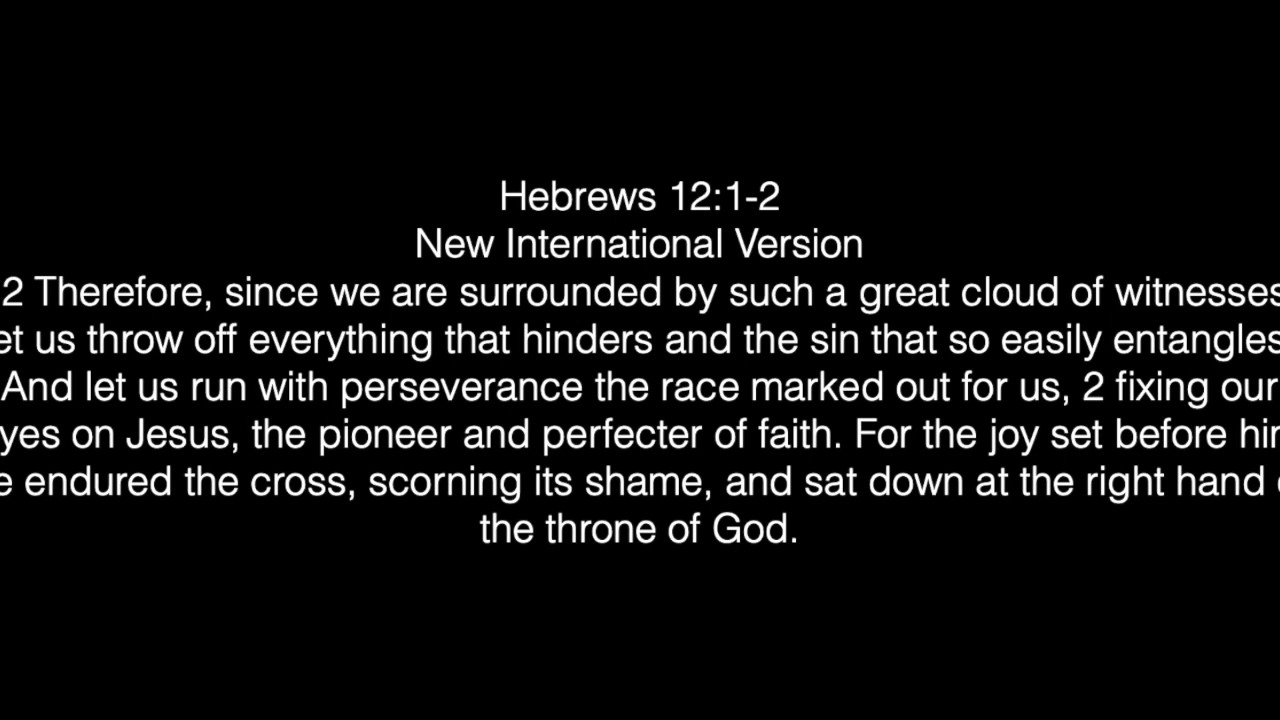 Hebrews 12:1-2
New International Version
2 Therefore, since we are surrounded by such a great cloud of witnesses
et us throw off everything that hinders and the sin that so easily entangles
And let us run with perseverance the race marked out for us, 2 fixing our
yes on Jesus, the pioneer and perfecter of faith. For the joy set before hi
e endured the cross, scorning its shame, and sat down at the right hand
the throne of God.